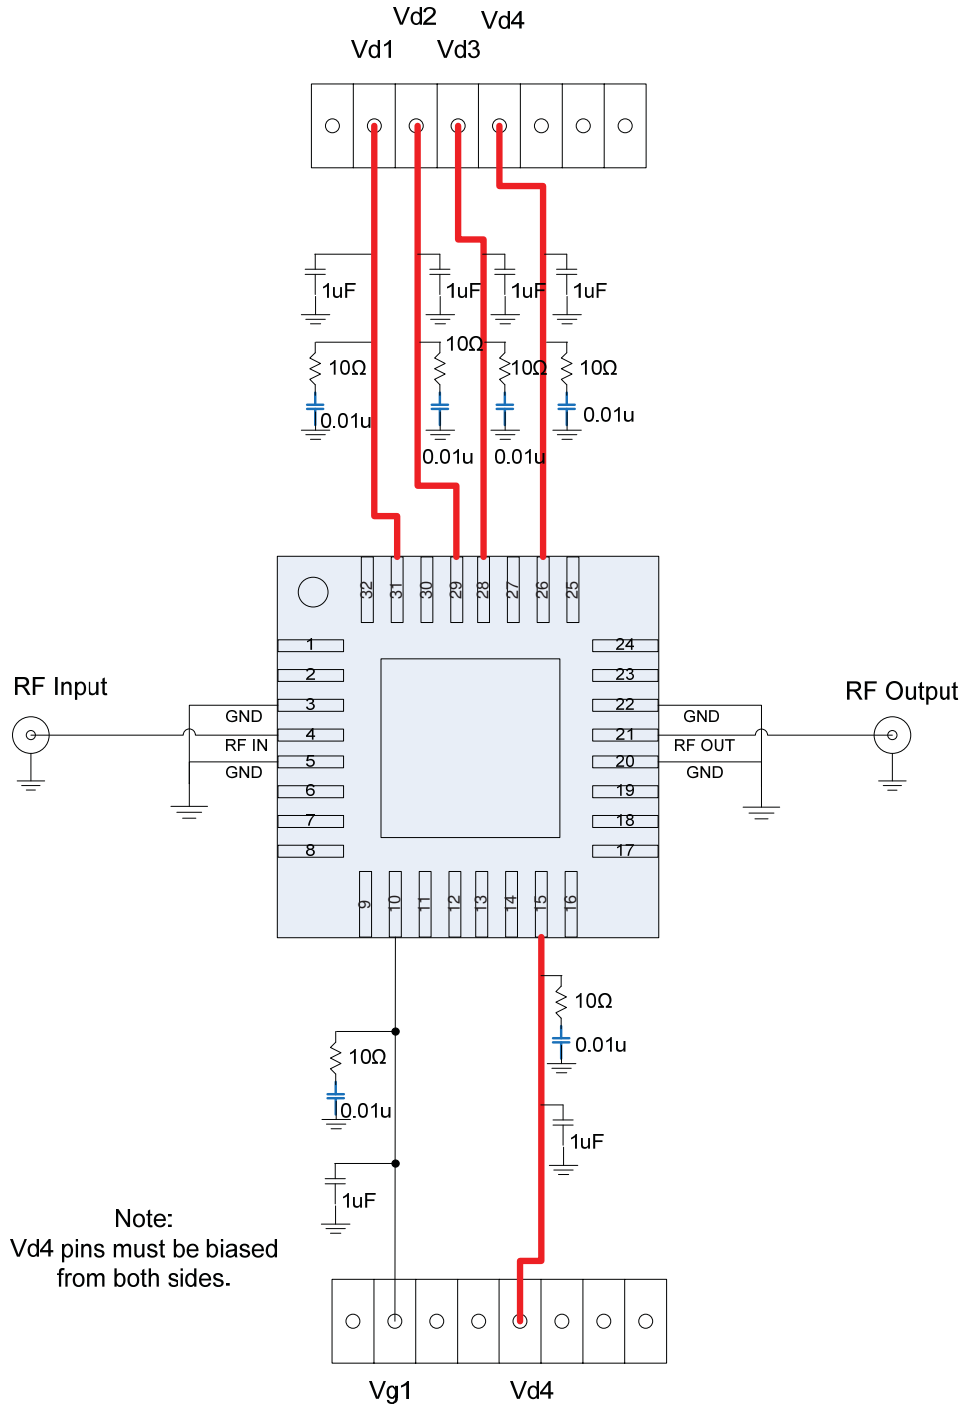 Vd2
Vd4
Vd1
Vd3
1uF
1uF
1uF
1uF
10Ω
10Ω
10Ω
10Ω
0.01u
0.01u
0.01u
0.01u
32
31
30
29
28
27
26
25
1
2
3
4
5
6
7
8
24
23
22
21
20
19
18
17
RF Input
GND
RF IN
GND
RF Output
GND
RF OUT
GND
9
10
11
12
13
14
15
16
10Ω
0.01u
10Ω
0.01u
1uF
1uF
Note:
Vd4 pins must be biased
from both sides.
Vg1
Vd4